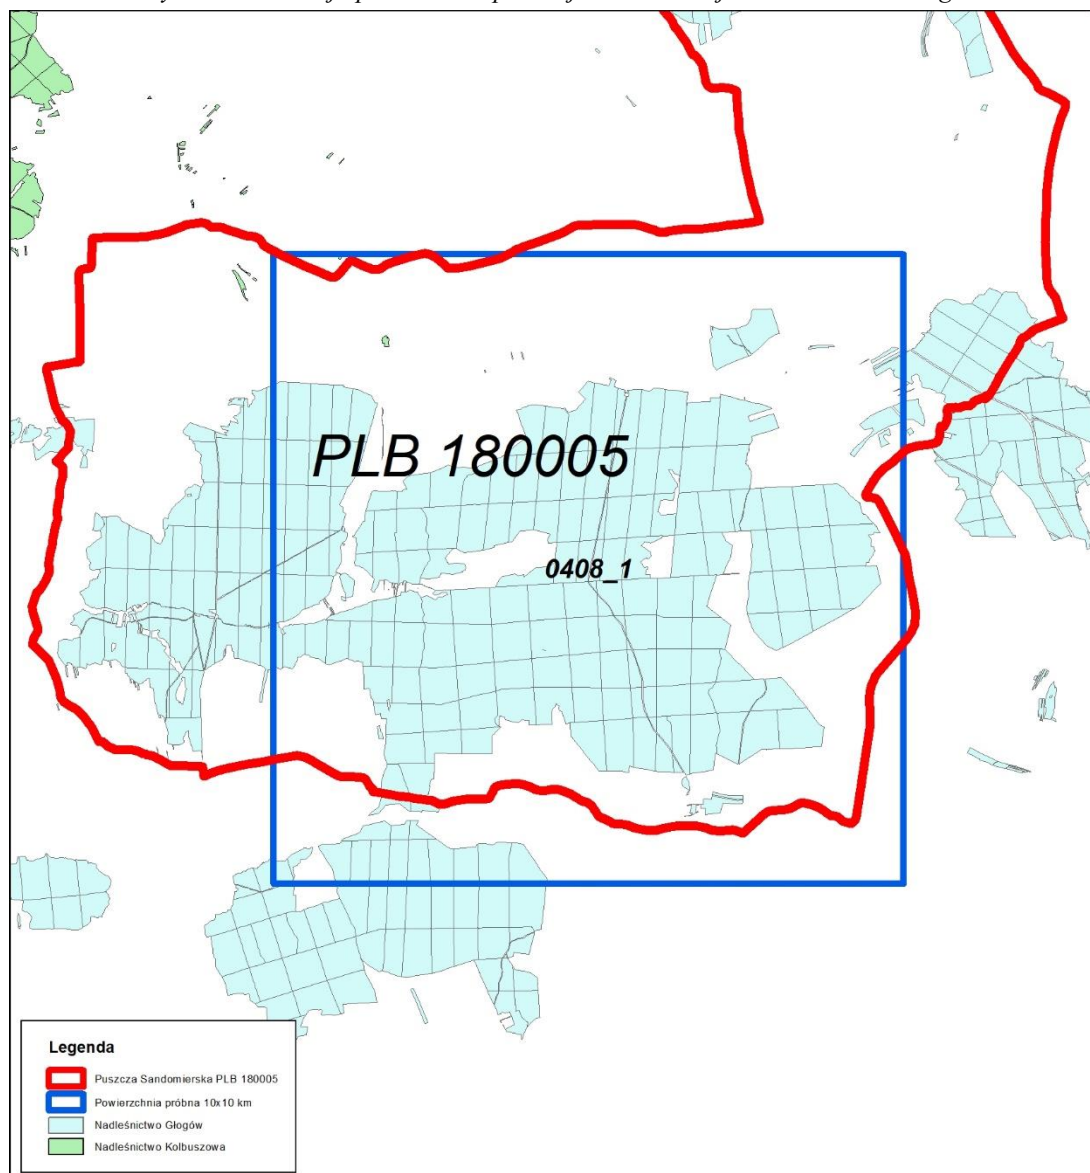 PLB 180005
0408_1
Legenda
Puszcza Sandomierska PLB 180005
Powierzchnia próbna 10x10 km
Nadleśnictwo Głogów
Nadleśnictwo Kolbuszowa